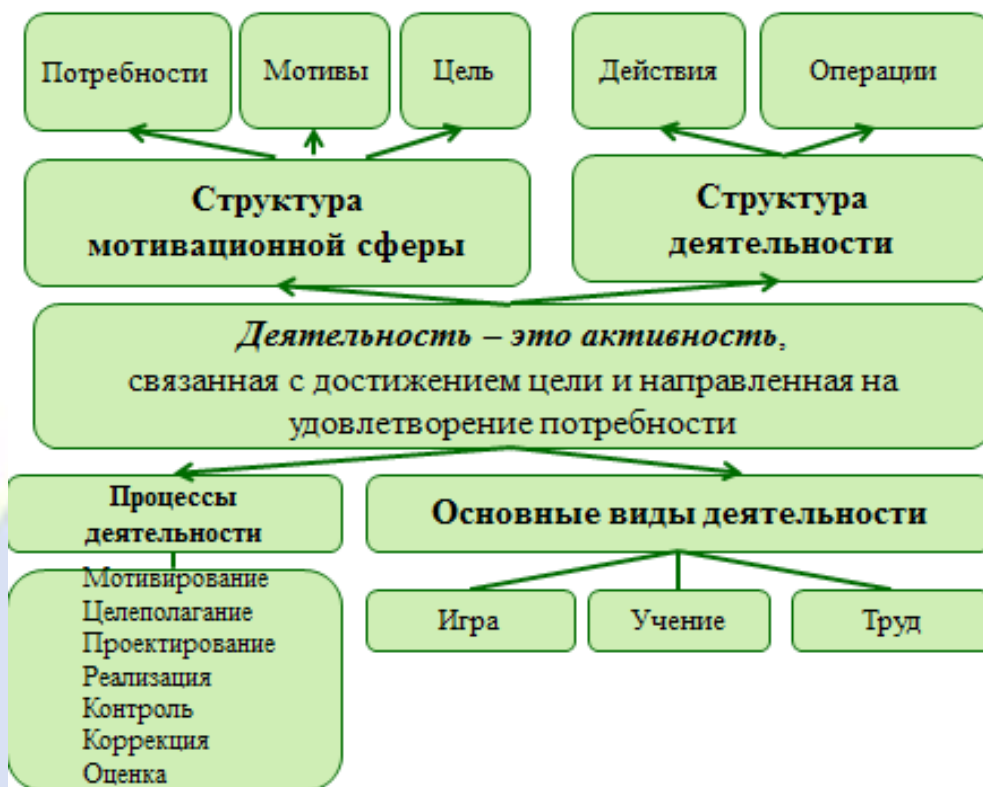 Потребности
Мотивы
Цель
Действия
Операции
Структура
мотивационной сферы
Структура
деятельности
Деятельность – это активность,
связанная с достижением цели и направленная на
удовлетворение потребности
Процессы
деятельности
Основные виды деятельности
Мотивирование
Целеполагание
Проектирование
Реализация
Контроль
Коррекция
Оценка
Игра
Учение
Труд